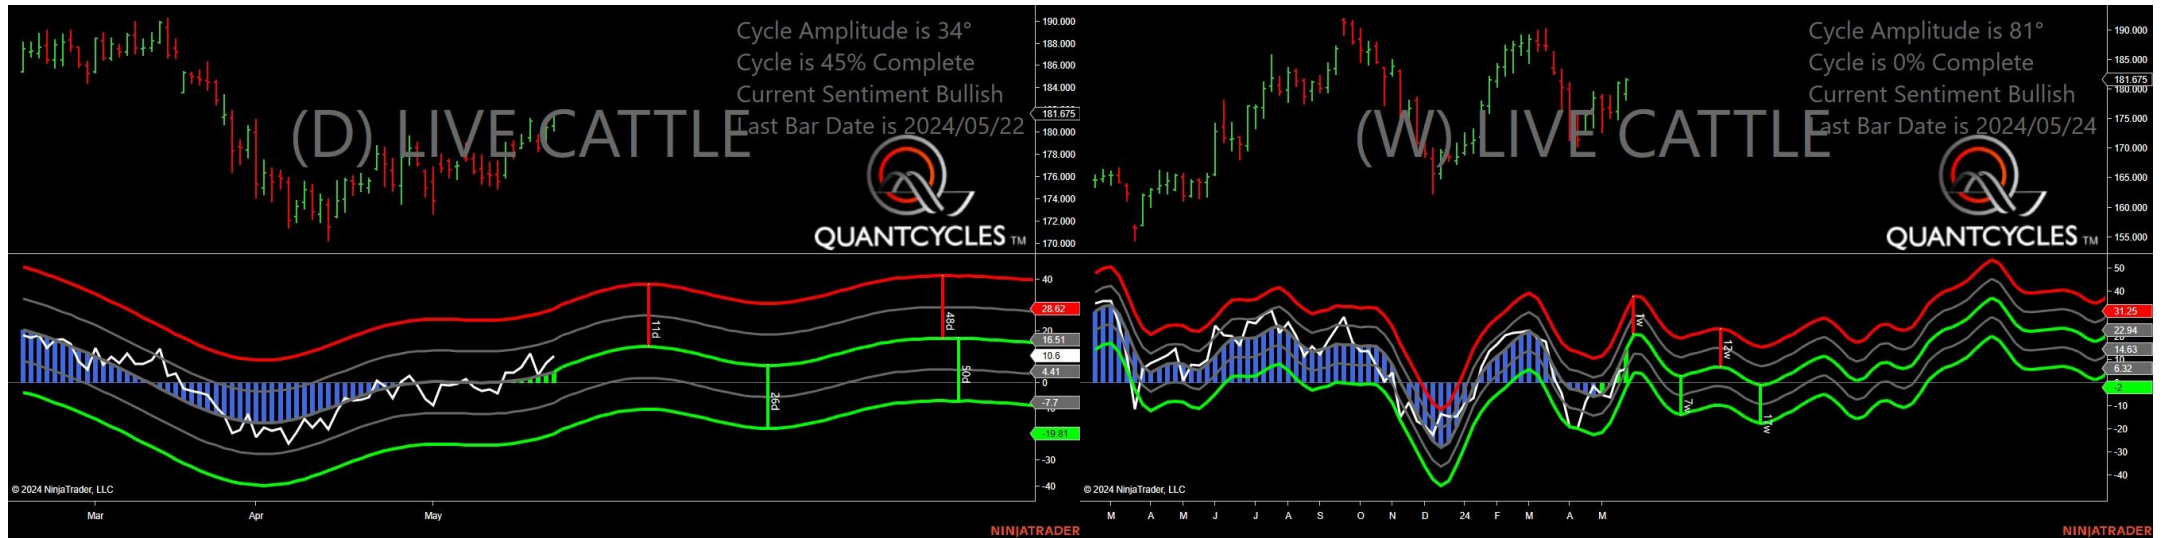 Cycle Amplitude is 34°
Cycle is 45% Complete
Current Sentiment Bullish
Last Bar Date is 2024/05/22
(D) LIVE CATTLE
QUANTCYCLES TM
190.000
188.000
186.000
184.000
181.675
180.000
178.000
176.000
174.000
172.000
170.000
40
28.62
20
16.51
10.6
4.41
0
-7.7
-19.81
-30
-40
11d
26d
48d
50d
© 2024 NinjaTrader, LLC
Mar
Apr
May
NINJATRADER
Cycle Amplitude is 81°
Cycle is 0% Complete
Current Sentiment Bullish
Last Bar Date is 2024/05/24
(W) LIVE CATTLE
QUANTCYCLES TM
190.000
185.000
181.675
180.000
175.000
170.000
165.000
160.000
155.000
50
40
31.25
22.94
14.63
10
6.32
0
-2
-10
-20
-30
-40
1w
7w
12w
17w
© 2024 NinjaTrader, LLC
M A M J J A S O N D 24 F M A M
NINJATRADER